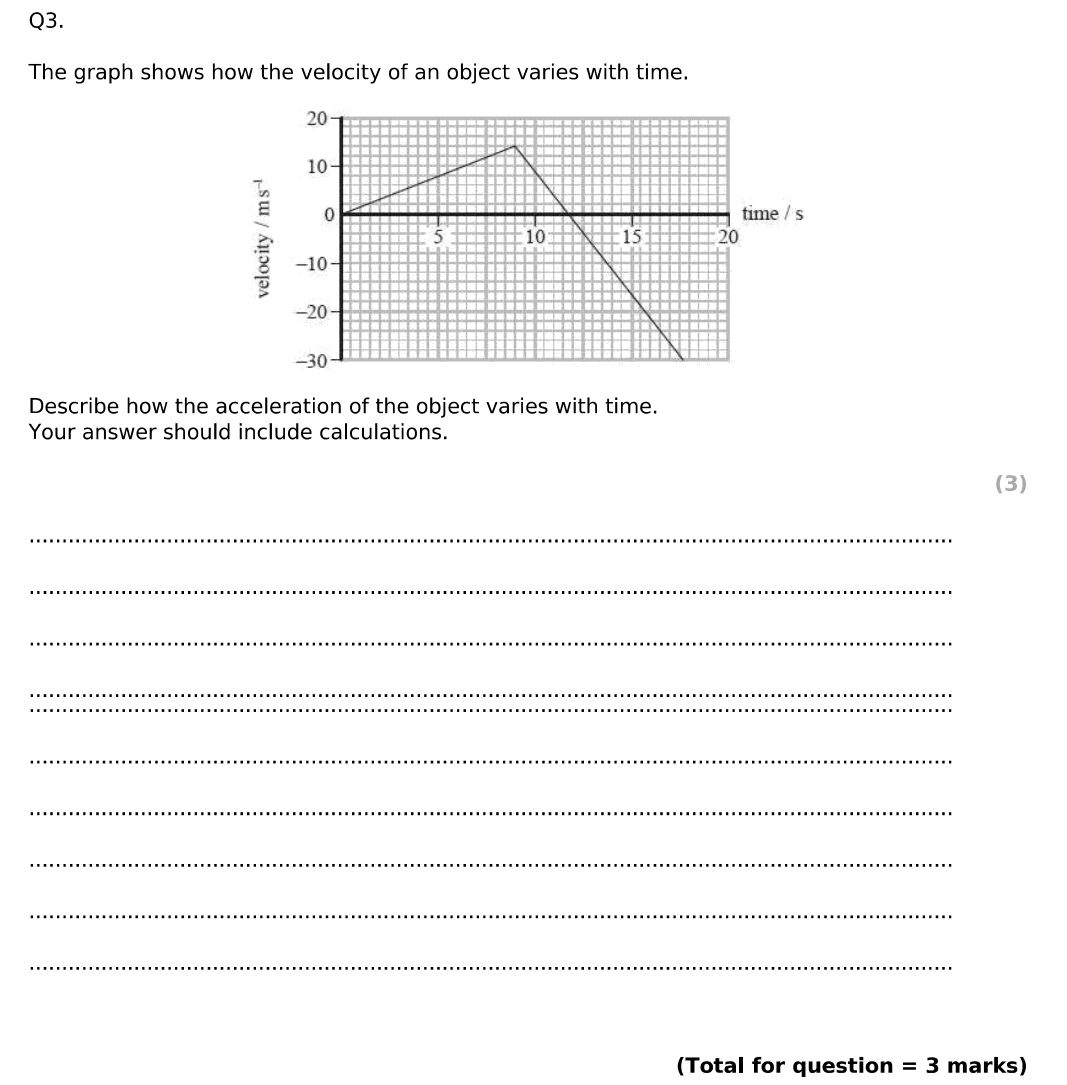 Q3.
The graph shows how the velocity of an object varies with time.
20
10
0
−10
−20
−30
velocity / m s⁻¹
5
10
15
20
time / s
Describe how the acceleration of the object varies with time.
Your answer should include calculations.
(3)
(Total for question = 3 marks)